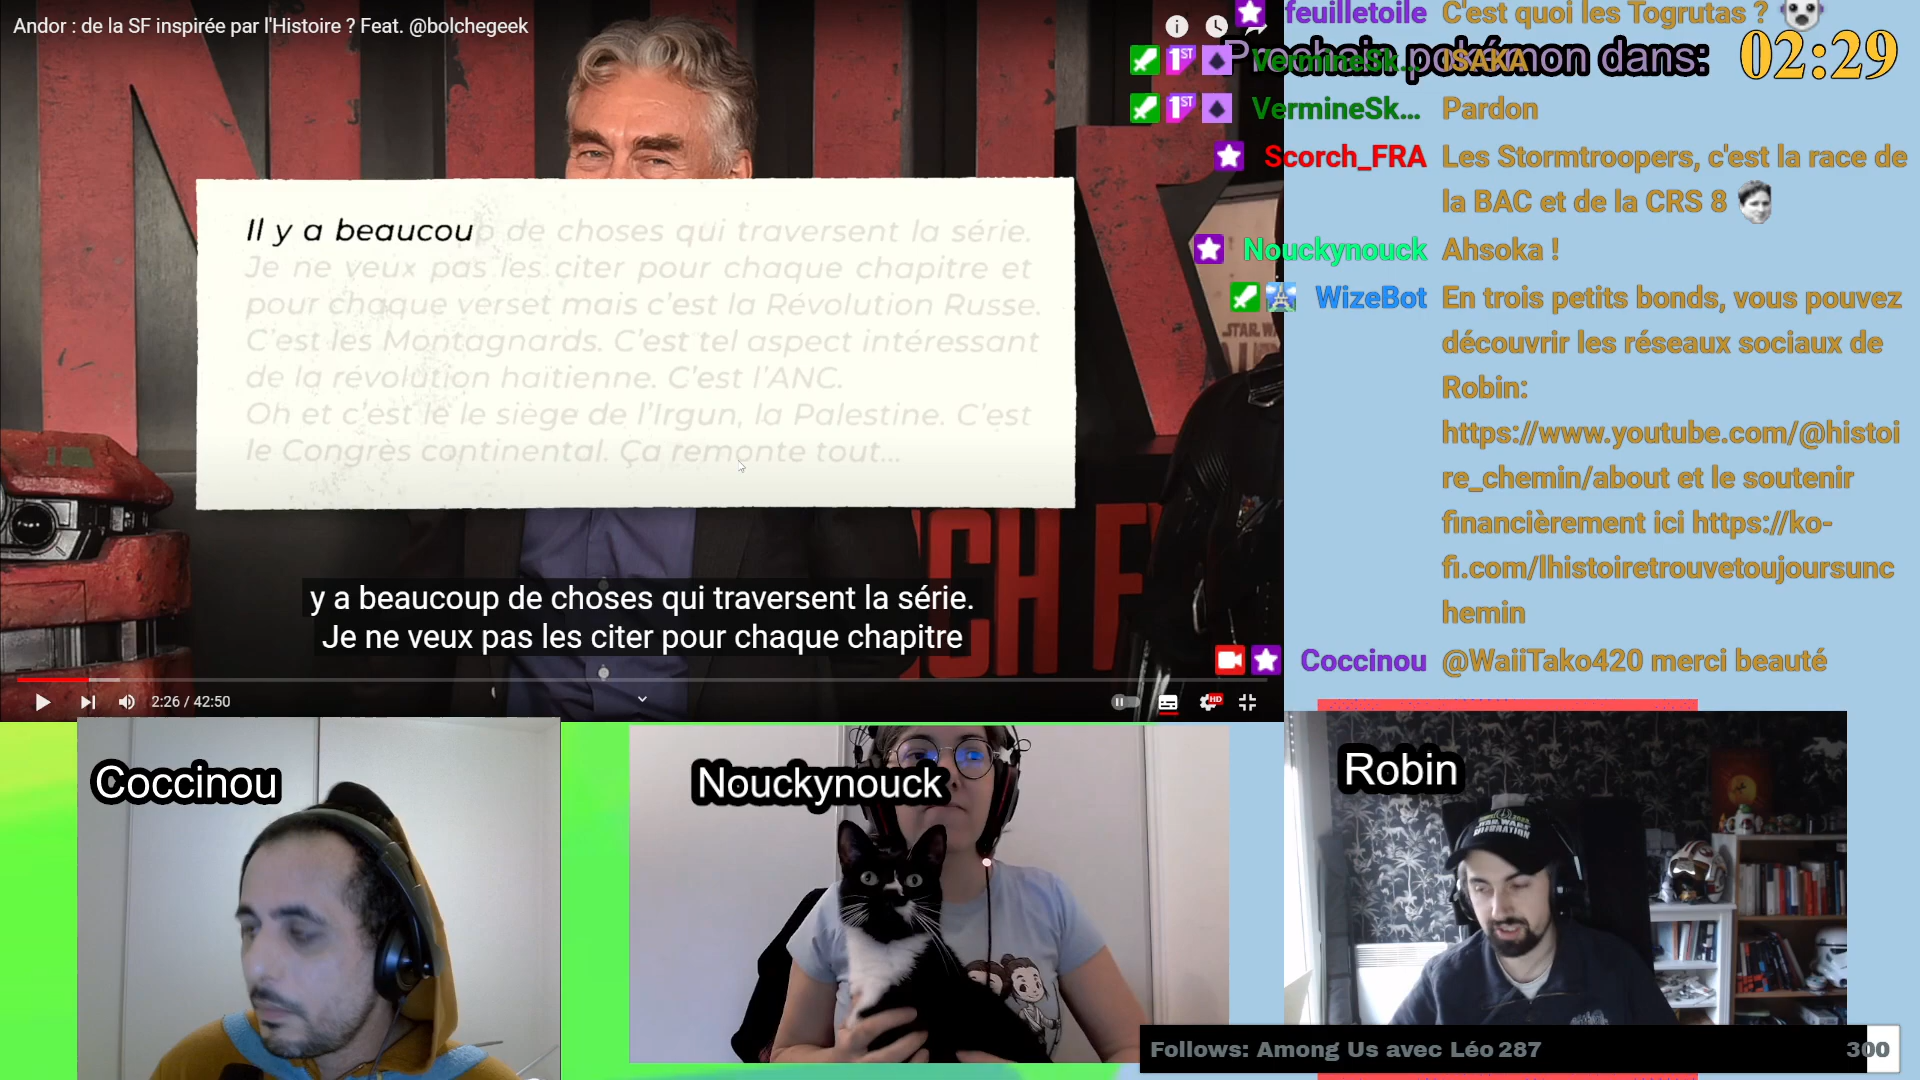 Andor : de la SF inspirée par l'Histoire ? Feat. @bolchegeek
Il y a beaucoup de choses qui traversent la série.
Je ne veux pas les citer pour chaque chapitre et
pour chaque verset mais c'est la Révolution Russe.
C'est les Montagnards. C'est tel aspect intéressant
de la révolution haïtienne. C'est l'ANC.
Oh et c'est le le siège de l'Irgun, la Palestine. C'est
le Congrès continental. Ça remonte tout...
y a beaucoup de choses qui traversent la série.
Je ne veux pas les citer pour chaque chapitre
2:26 / 42:50
HD
feuilletoile C'est quoi les Togrutas ?
Prochain pokémon dans: 02:29
1ST VermineSk... ISAKA
1ST VermineSk... Pardon
Scorch_FRA Les Stormtroopers, c'est la race de
la BAC et de la CRS 8
Nouckynouck Ahsoka !
WizeBot En trois petits bonds, vous pouvez
découvrir les réseaux sociaux de
Robin:
https://www.youtube.com/@histoi
re_chemin/about et le soutenir
financièrement ici https://ko-
fi.com/lhistoiretrouvetoujoursunc
hemin
Coccinou @WaiiTako420 merci beauté
Coccinou
Nouckynouck
Robin
STAR WARS
CELEBRATION
Follows: Among Us avec Léo 287
300